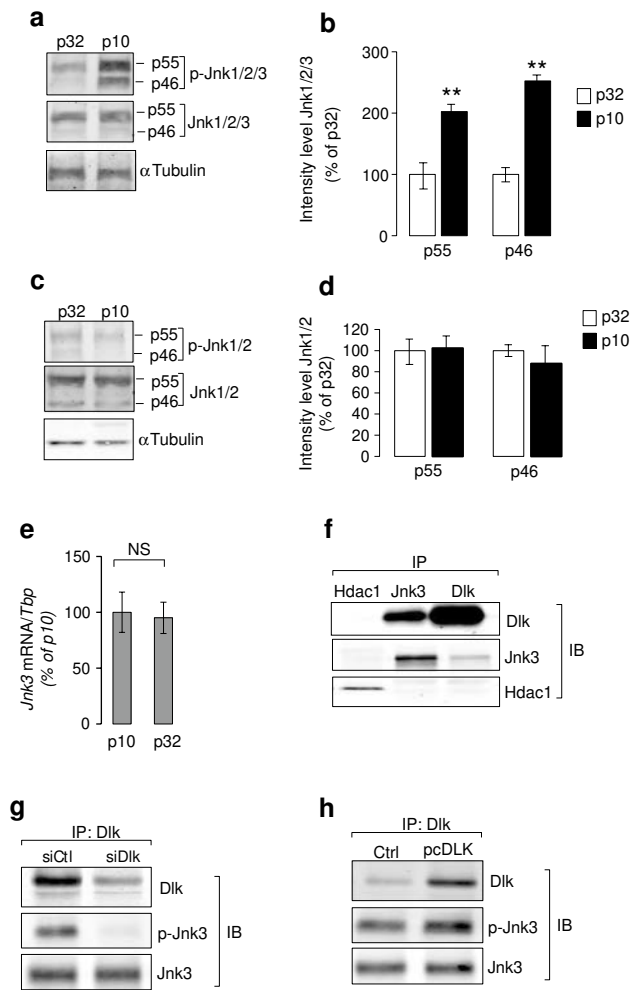 a
p32 p10
p55
p46
p-Jnk1/2/3
p55
p46
Jnk1/2/3
αTubulin
b
Intensity level Jnk1/2/3
(% of p32)
300
200
100
0
**
**
p55 p46
p32
p10
c
p32 p10
p55
p46
p-Jnk1/2
p55
p46
Jnk1/2
αTubulin
d
Intensity level Jnk1/2
(% of p32)
120
100
80
60
40
20
0
p55 p46
p32
p10
e
Jnk3 mRNA/Tbp
(% of p10)
150
100
50
0
NS
p10 p32
f
IP
Hdac1 Jnk3 Dlk
Dlk
Jnk3
Hdac1
IB
g
IP: Dlk
siCtl siDlk
Dlk
p-Jnk3
Jnk3
IB
h
IP: Dlk
Ctrl pcDLK
Dlk
p-Jnk3
Jnk3
IB